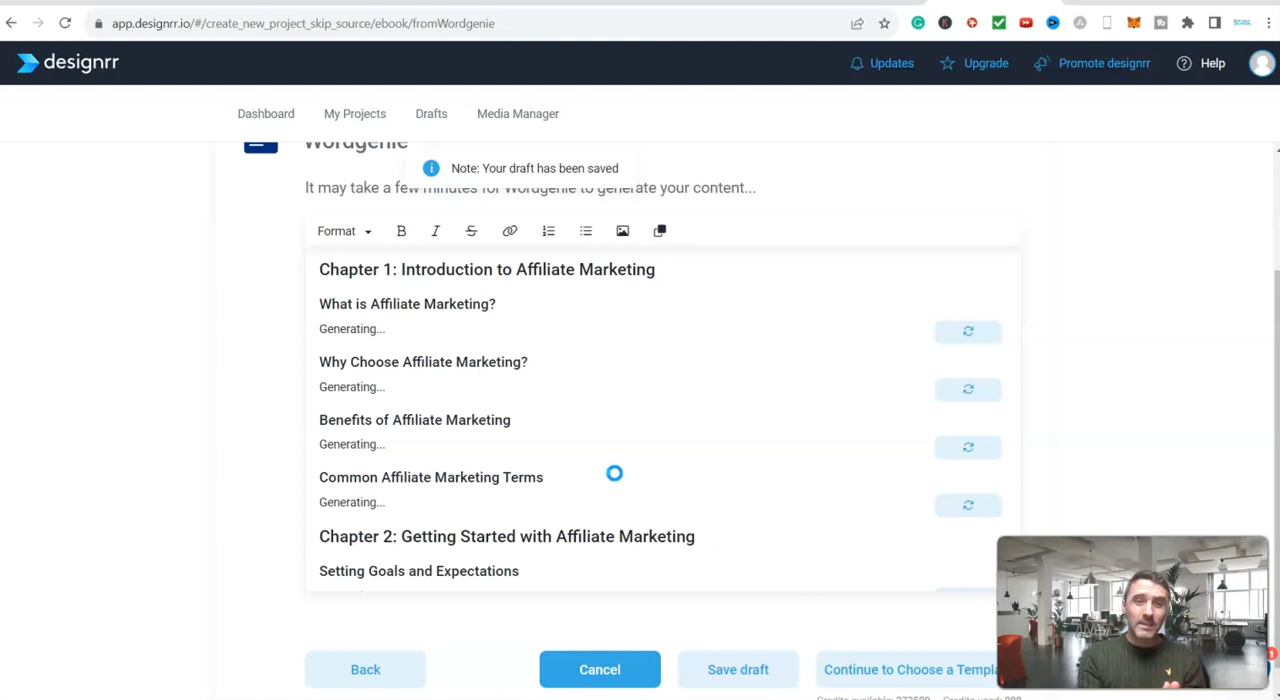 app.designrr.io/#/create_new_project_skip_source/ebook/fromWordgenie
designrr
Updates
Upgrade
Promote designrr
Help
Dashboard
My Projects
Drafts
Media Manager
Wordgenie
Note: Your draft has been saved
It may take a few minutes for Wordgenie to generate your content...
Format
Chapter 1: Introduction to Affiliate Marketing
What is Affiliate Marketing?
Generating...
Why Choose Affiliate Marketing?
Generating...
Benefits of Affiliate Marketing
Generating...
Common Affiliate Marketing Terms
Generating...
Chapter 2: Getting Started with Affiliate Marketing
Setting Goals and Expectations
Back
Cancel
Save draft
Continue to Choose a Templa